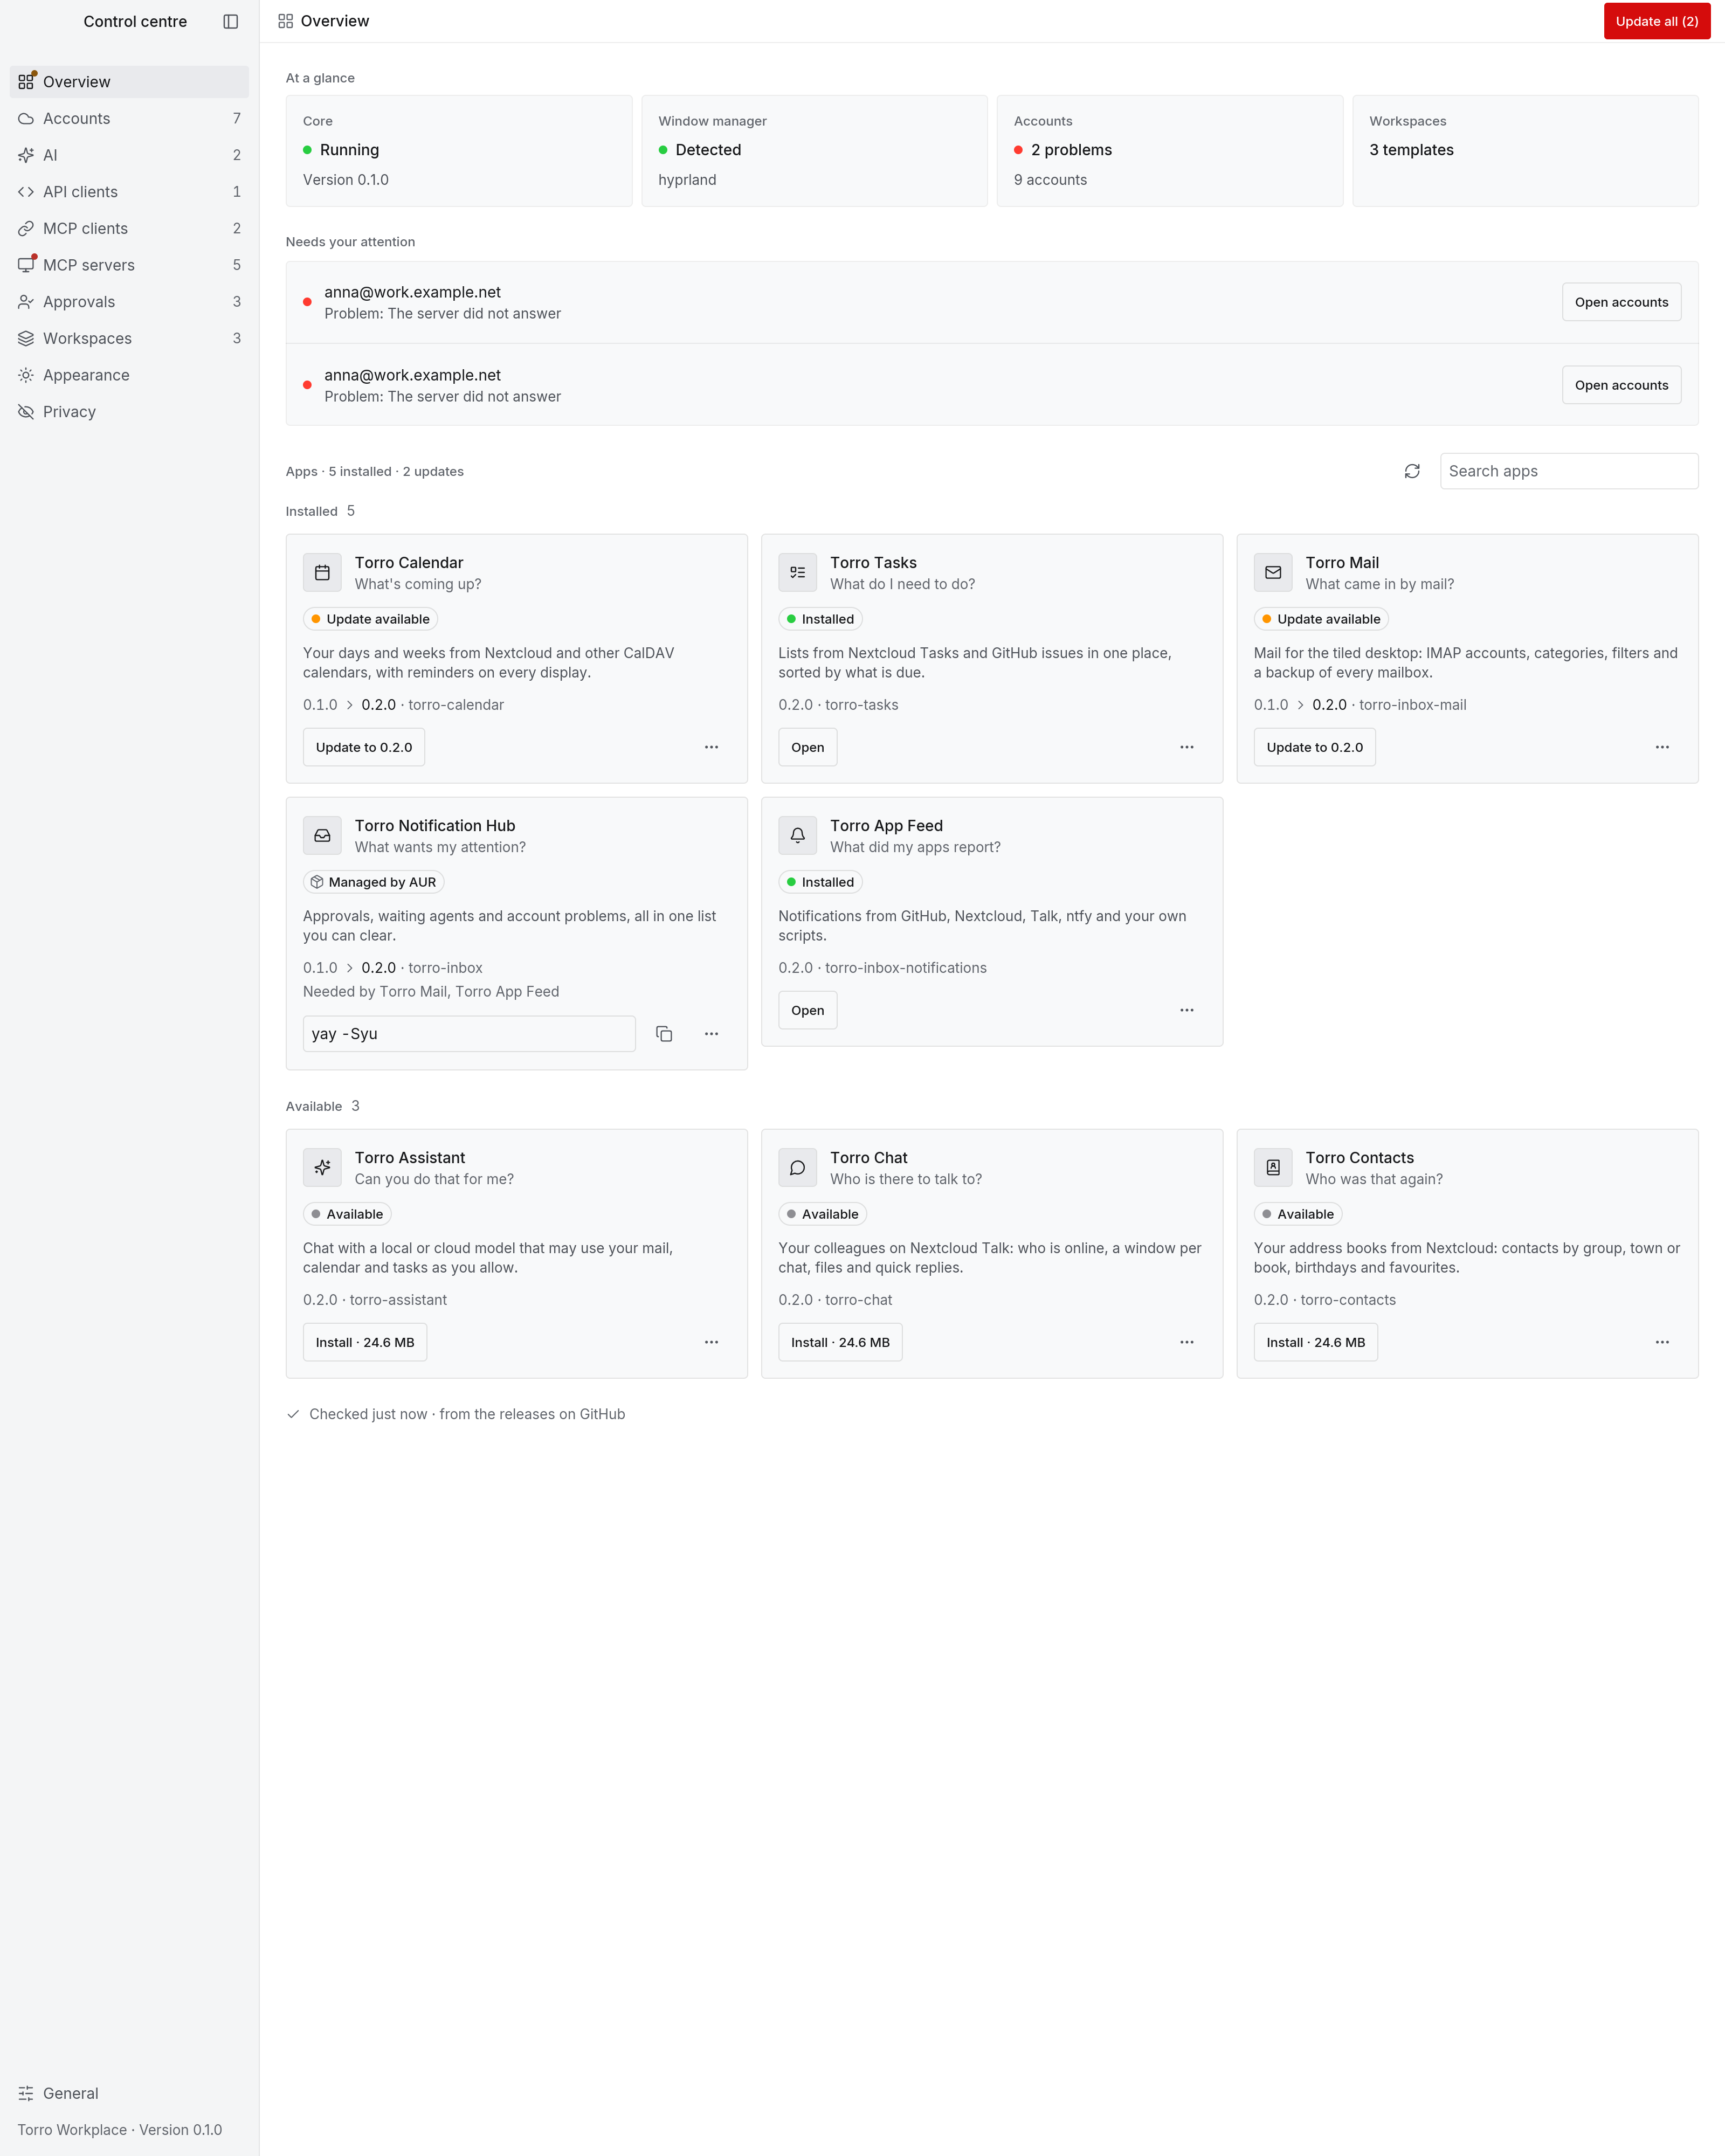 Control centre
Overview
Accounts 7
AI 2
API clients 1
MCP clients 2
MCP servers 5
Approvals 3
Workspaces 3
Appearance
Privacy
General
Torro Workplace · Version 0.1.0
Overview
Update all (2)
At a glance
Core
Running
Version 0.1.0
Window manager
Detected
hyprland
Accounts
2 problems
9 accounts
Workspaces
3 templates
Needs your attention
anna@work.example.net
Problem: The server did not answer
Open accounts
anna@work.example.net
Problem: The server did not answer
Open accounts
Apps · 5 installed · 2 updates
Search apps
Installed 5
Torro Calendar
What's coming up?
Update available
Your days and weeks from Nextcloud and other CalDAV
calendars, with reminders on every display.
0.1.0 > 0.2.0 · torro-calendar
Update to 0.2.0
Torro Tasks
What do I need to do?
Installed
Lists from Nextcloud Tasks and GitHub issues in one place,
sorted by what is due.
0.2.0 · torro-tasks
Open
Torro Mail
What came in by mail?
Update available
Mail for the tiled desktop: IMAP accounts, categories, filters and
a backup of every mailbox.
0.1.0 > 0.2.0 · torro-inbox-mail
Update to 0.2.0
Torro Notification Hub
What wants my attention?
Managed by AUR
Approvals, waiting agents and account problems, all in one list
you can clear.
0.1.0 > 0.2.0 · torro-inbox
Needed by Torro Mail, Torro App Feed
yay -Syu
Torro App Feed
What did my apps report?
Installed
Notifications from GitHub, Nextcloud, Talk, ntfy and your own
scripts.
0.2.0 · torro-inbox-notifications
Open
Available 3
Torro Assistant
Can you do that for me?
Available
Chat with a local or cloud model that may use your mail,
calendar and tasks as you allow.
0.2.0 · torro-assistant
Install · 24.6 MB
Torro Chat
Who is there to talk to?
Available
Your colleagues on Nextcloud Talk: who is online, a window per
chat, files and quick replies.
0.2.0 · torro-chat
Install · 24.6 MB
Torro Contacts
Who was that again?
Available
Your address books from Nextcloud: contacts by group, town or
book, birthdays and favourites.
0.2.0 · torro-contacts
Install · 24.6 MB
Checked just now · from the releases on GitHub